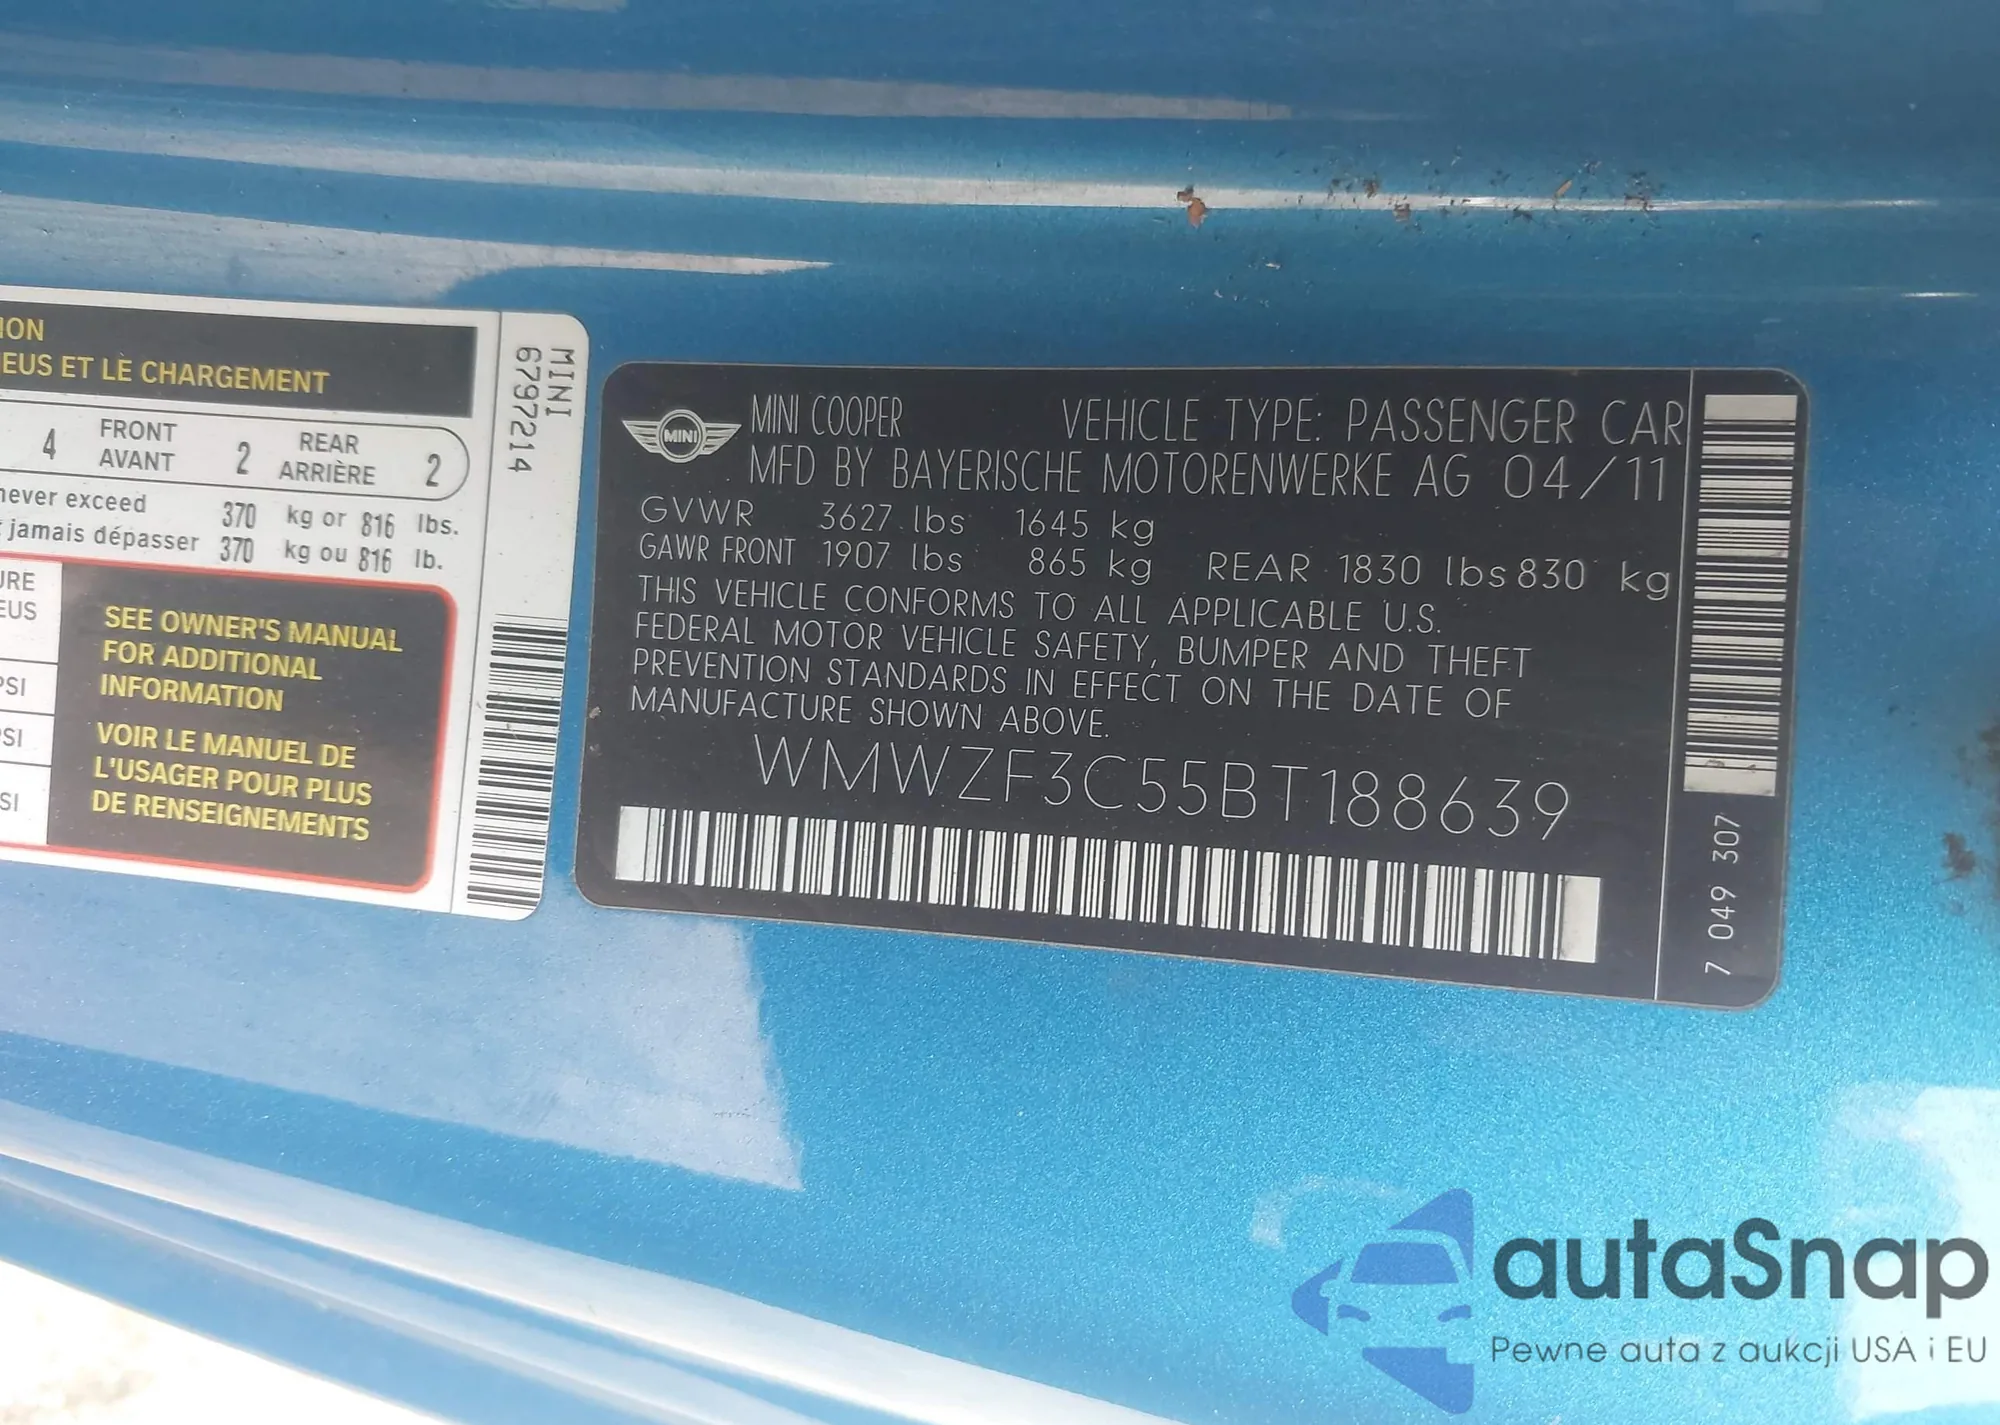 ION
EUS ET LE CHARGEMENT
4 FRONT AVANT 2 REAR ARRIÈRE 2
never exceed 370 kg or 816 lbs.
jamais dépasser 370 kg ou 816 lb.
URE
EUS
PSI
PSI
SI
SEE OWNER'S MANUAL
FOR ADDITIONAL
INFORMATION
VOIR LE MANUEL DE
L'USAGER POUR PLUS
DE RENSEIGNEMENTS
MINI
6797214
MINI
MINI COOPER VEHICLE TYPE: PASSENGER CAR
MFD BY BAYERISCHE MOTORENWERKE AG 04/11
GVWR 3627 lbs 1645 kg
GAWR FRONT 1907 lbs 865 kg REAR 1830 lbs 830 kg
THIS VEHICLE CONFORMS TO ALL APPLICABLE U.S.
FEDERAL MOTOR VEHICLE SAFETY, BUMPER AND THEFT
PREVENTION STANDARDS IN EFFECT ON THE DATE OF
MANUFACTURE SHOWN ABOVE.
WMWZF3C55BT188639
7 049 307
autaSnap
Pewne auta z aukcji USA i EU